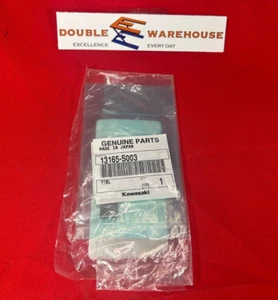 DOUBLE WAREHOUSE
EXCELLENCE EVERY DAY
GENUINE PARTS
MADE IN JAPAN
13165-S003
1
Kawasaki